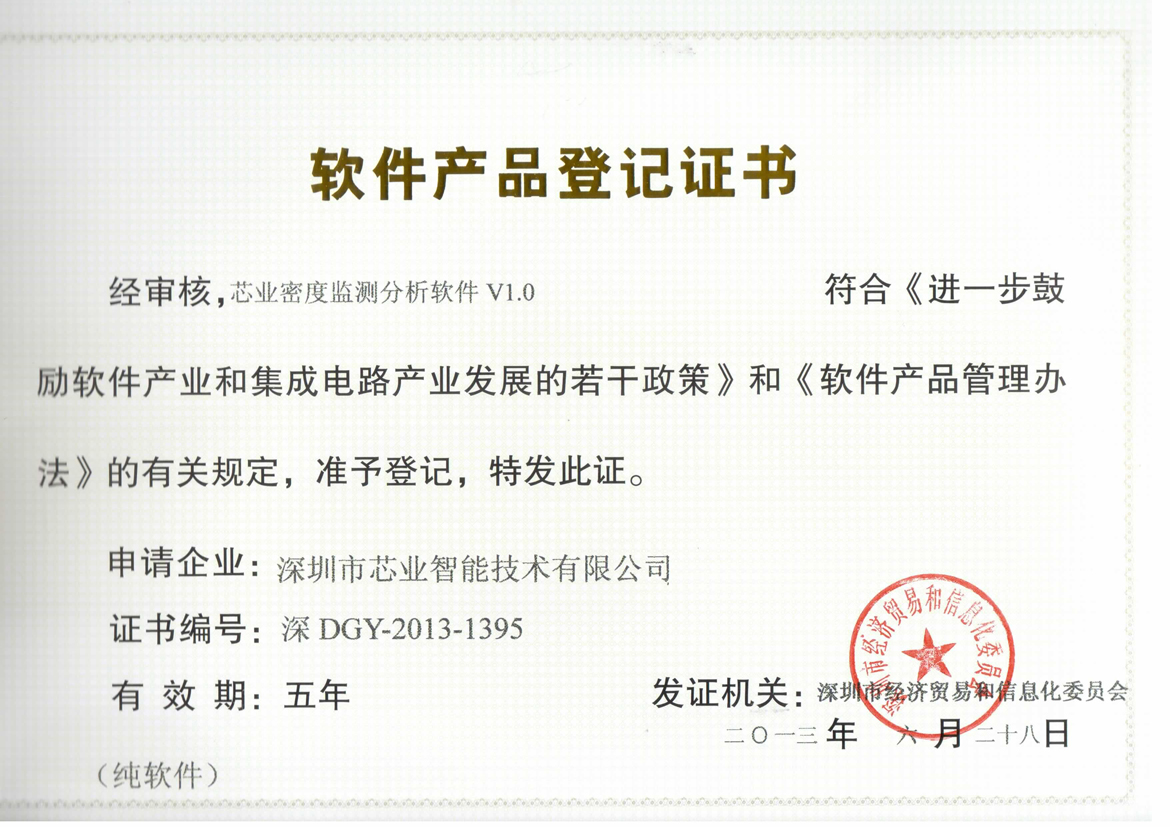 软件产品登记证书
经审核，芯业密度监测分析软件 V1.0 符合《进一步鼓
励软件产业和集成电路产业发展的若干政策》和《软件产品管理办
法》的有关规定，准予登记，特发此证。
申请企业：深圳市芯业智能技术有限公司
证书编号：深 DGY-2013-1395
有 效 期：五年
发证机关：深圳市经济贸易和信息化委员会
二〇一三年 六月二十八日
（纯软件）
深圳市经济贸易和信息化委员会